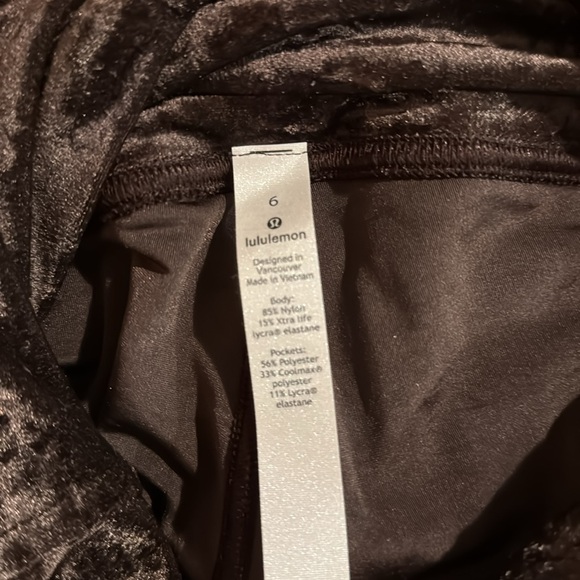 6
lululemon
Designed in
Vancouver
Made in Vietnam
Body:
85% Nylon
15% Xtra life
lycra® elastane
Pockets:
56% Polyester
33% Coolmax®
polyester
11% Lycra®
elastane